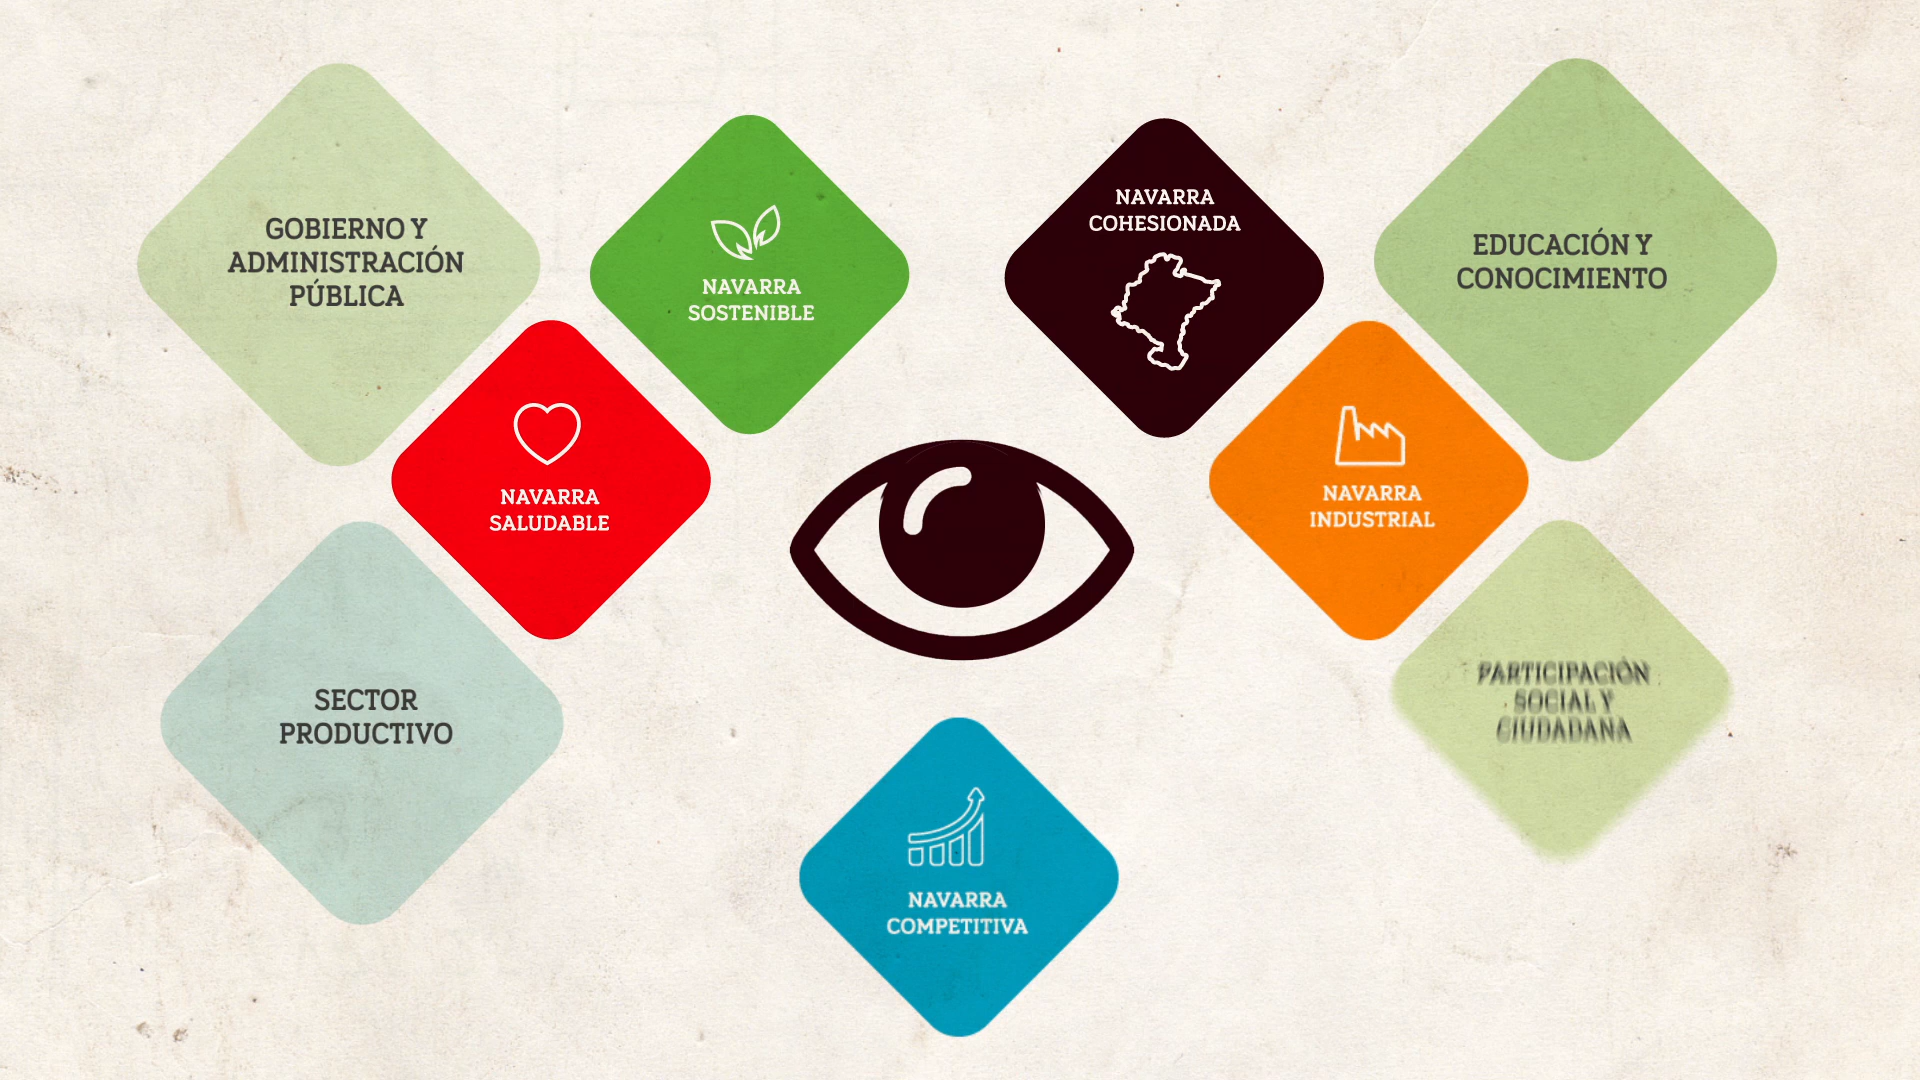 GOBIERNO Y
ADMINISTRACIÓN
PÚBLICA
NAVARRA
SOSTENIBLE
NAVARRA
COHESIONADA
EDUCACIÓN Y
CONOCIMIENTO
NAVARRA
SALUDABLE
NAVARRA
INDUSTRIAL
SECTOR
PRODUCTIVO
PARTICIPACIÓN
SOCIAL Y
CIUDADANA
NAVARRA
COMPETITIVA